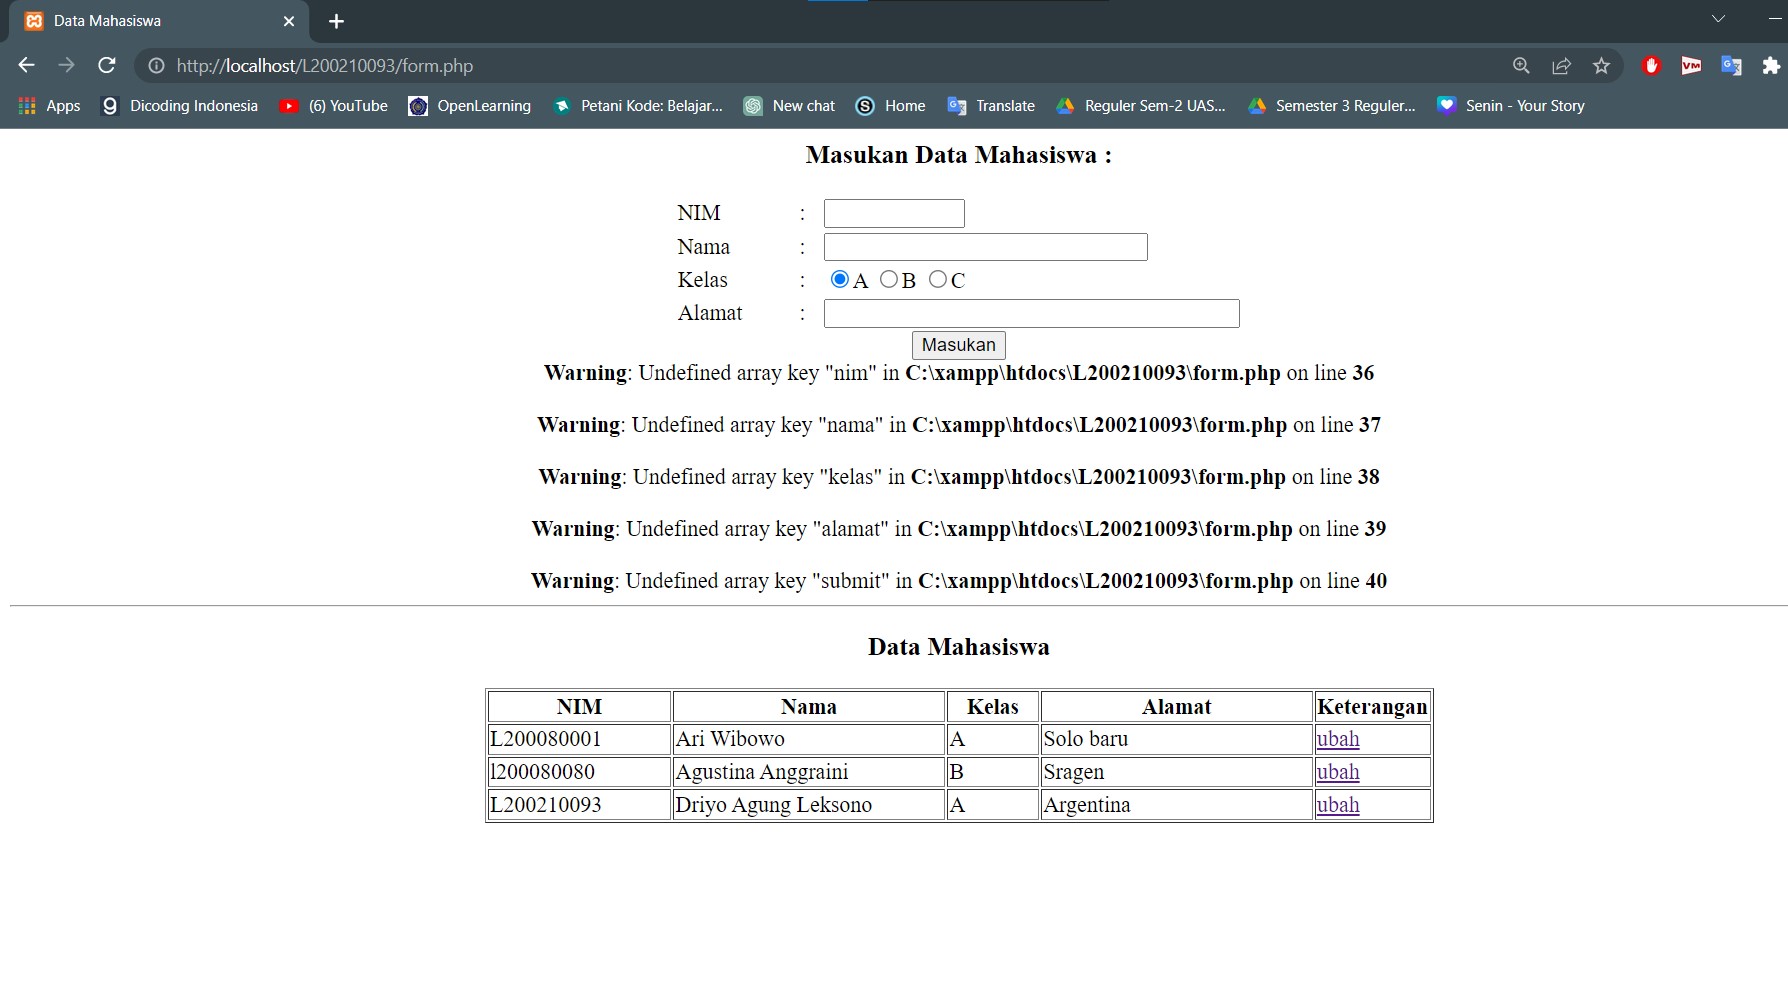 Data Mahasiswa
http://localhost/L200210093/form.php
Apps Dicoding Indonesia (6) YouTube OpenLearning Petani Kode: Belajar... New chat Home Translate Reguler Sem-2 UAS... Semester 3 Reguler... Senin - Your Story
Masukan Data Mahasiswa :
NIM :
Nama :
Kelas : A B C
Alamat :
Masukan
Warning: Undefined array key "nim" in C:\xampp\htdocs\L200210093\form.php on line 36
Warning: Undefined array key "nama" in C:\xampp\htdocs\L200210093\form.php on line 37
Warning: Undefined array key "kelas" in C:\xampp\htdocs\L200210093\form.php on line 38
Warning: Undefined array key "alamat" in C:\xampp\htdocs\L200210093\form.php on line 39
Warning: Undefined array key "submit" in C:\xampp\htdocs\L200210093\form.php on line 40
Data Mahasiswa
NIM Nama Kelas Alamat Keterangan
L200080001 Ari Wibowo A Solo baru ubah
l200080080 Agustina Anggraini B Sragen ubah
L200210093 Driyo Agung Leksono A Argentina ubah